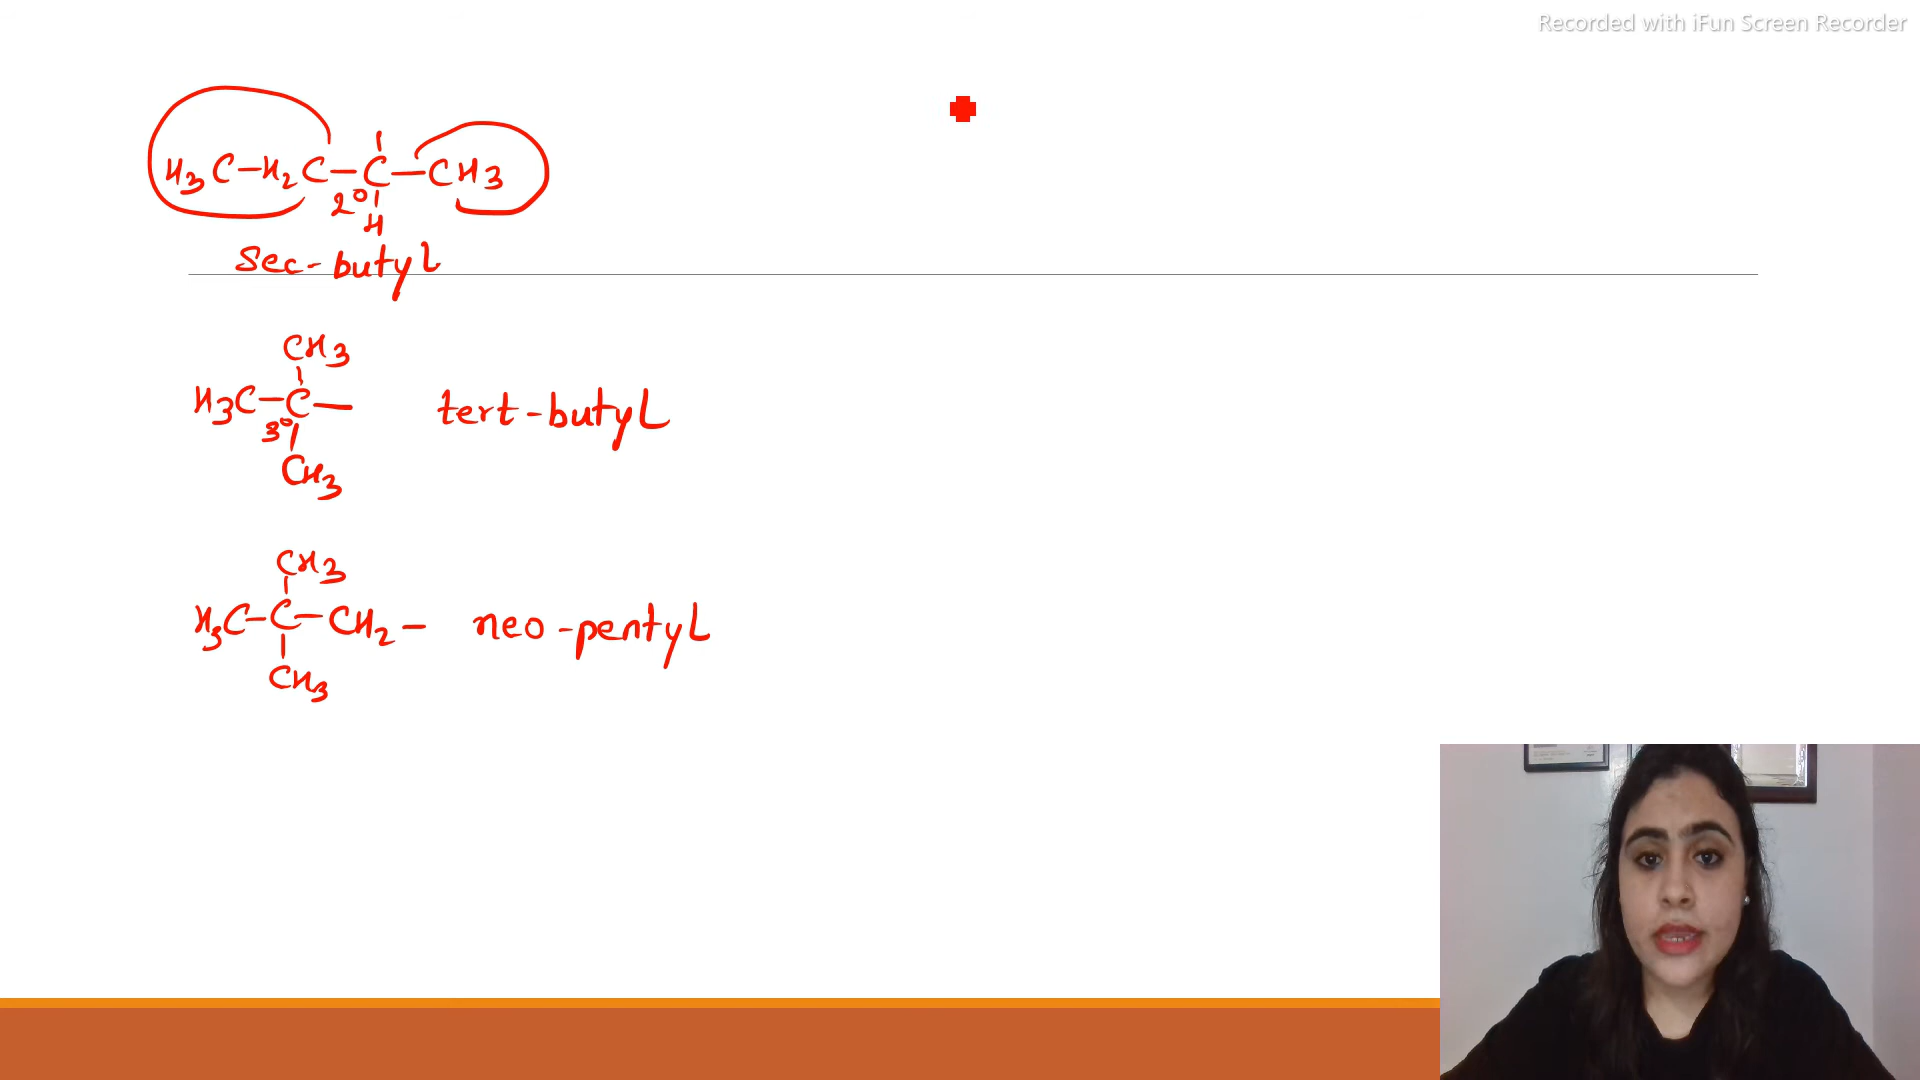 Recorded with iFun Screen Recorder
H3C-H2C-C-CH3
2°
H
Sec-butyl
CH3
H3C-C- tert-butyl
3°
CH3
CH3
H3C-C-CH2- neo-pentyl
CH3